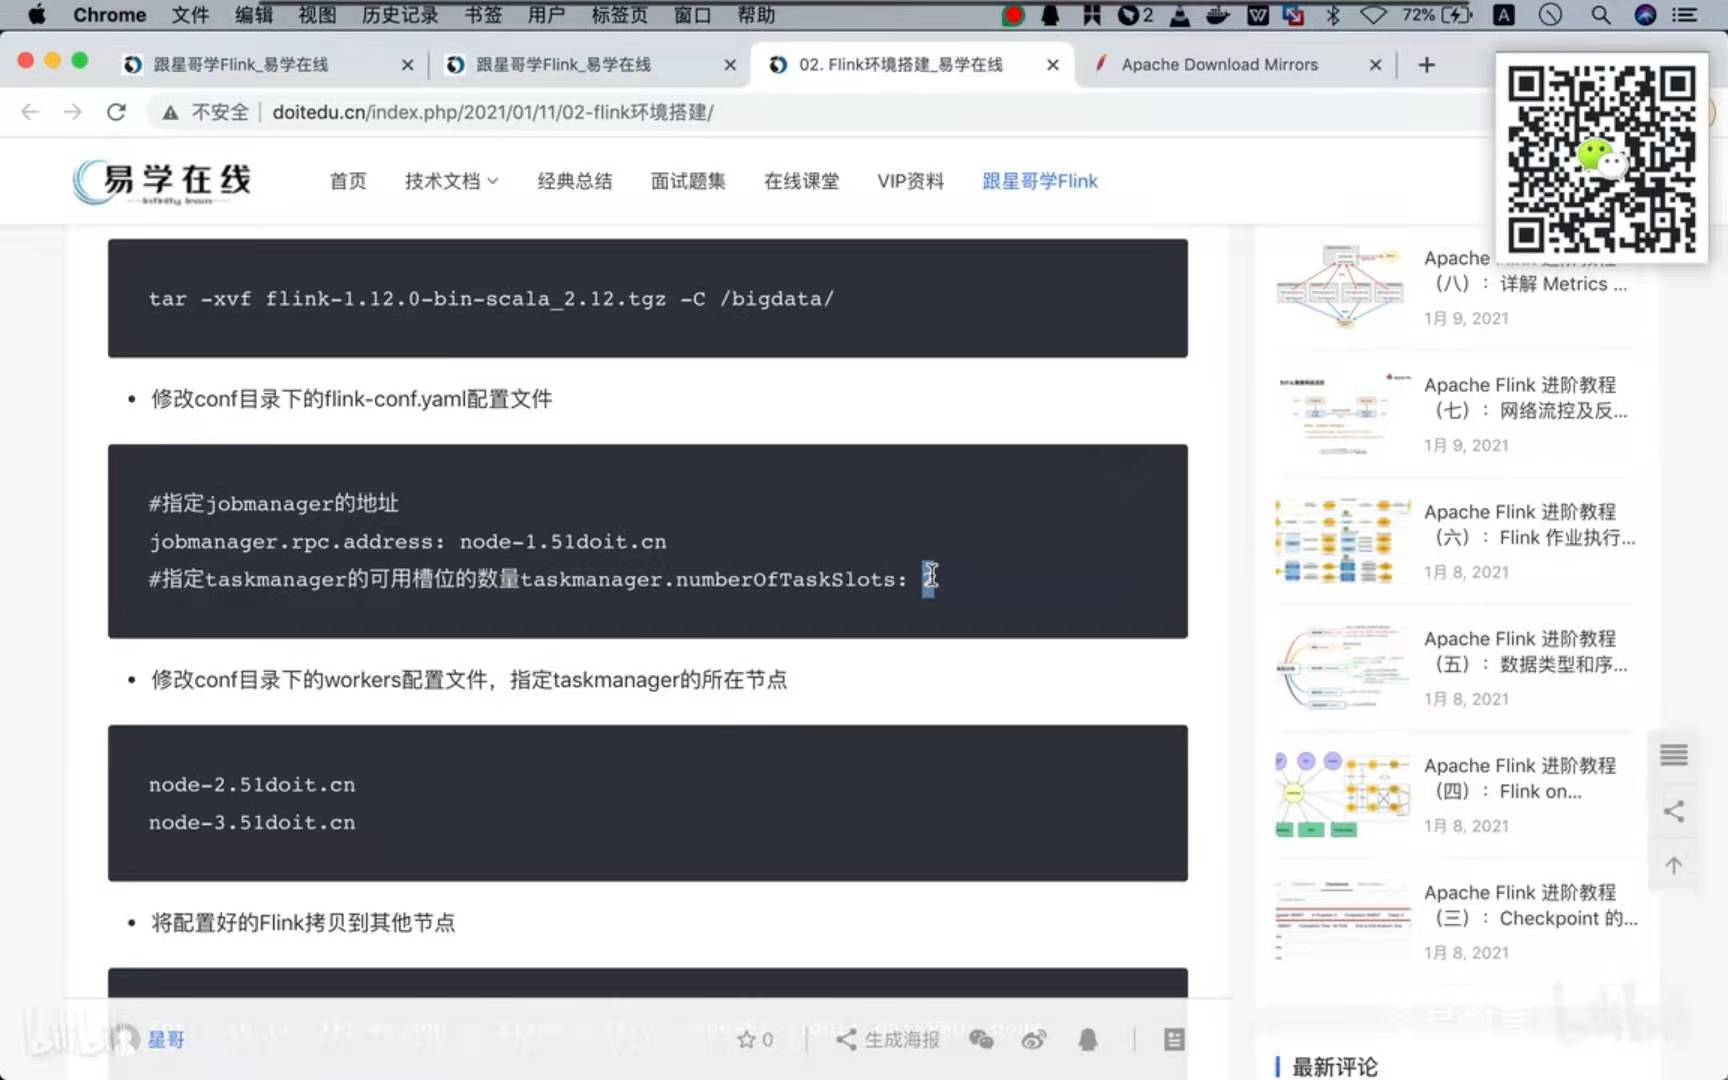 Chrome 文件 编辑 视图 历史记录 书签 用户 标签页 窗口 帮助
2 72%
跟星哥学Flink_易学在线
跟星哥学Flink_易学在线
02. Flink环境搭建_易学在线
Apache Download Mirrors
不安全 doitedu.cn/index.php/2021/01/11/02-flink环境搭建/
易学在线
首页 技术文档 经典总结 面试题集 在线课堂 VIP资料 跟星哥学Flink
tar -xvf flink-1.12.0-bin-scala_2.12.tgz -C /bigdata/
• 修改conf目录下的flink-conf.yaml配置文件
#指定jobmanager的地址
jobmanager.rpc.address: node-1.51doit.cn
#指定taskmanager的可用槽位的数量taskmanager.numberOfTaskSlots:
• 修改conf目录下的workers配置文件，指定taskmanager的所在节点
node-2.51doit.cn
node-3.51doit.cn
• 将配置好的Flink拷贝到其他节点
星哥
0
生成海报
Apache
（八）：详解 Metrics ...
1月 9, 2021
Apache Flink 进阶教程
（七）：网络流控及反...
1月 9, 2021
Apache Flink 进阶教程
（六）：Flink 作业执行...
1月 8, 2021
Apache Flink 进阶教程
（五）：数据类型和序...
1月 8, 2021
Apache Flink 进阶教程
（四）：Flink on...
1月 8, 2021
Apache Flink 进阶教程
（三）：Checkpoint 的...
1月 8, 2021
最新评论